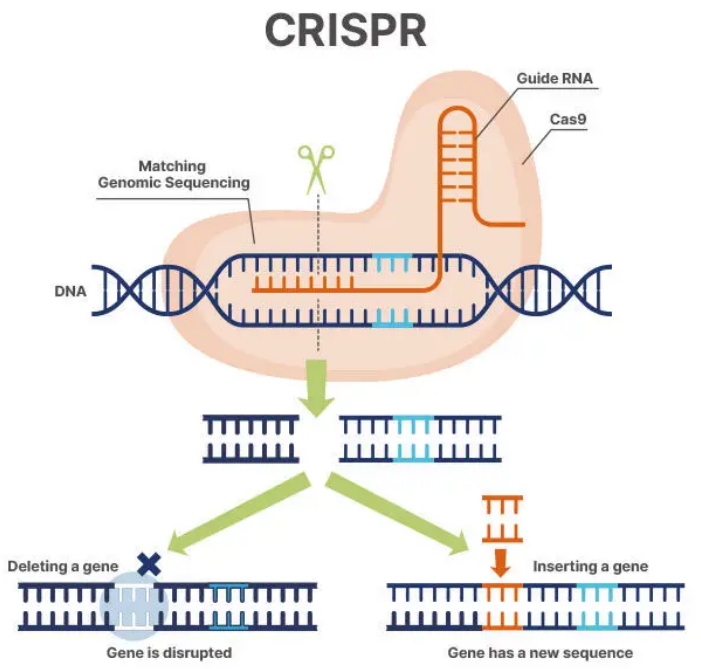 CRISPR
Guide RNA
Cas9
Matching
Genomic Sequencing
DNA
Deleting a gene
Inserting a gene
Gene is disrupted
Gene has a new sequence